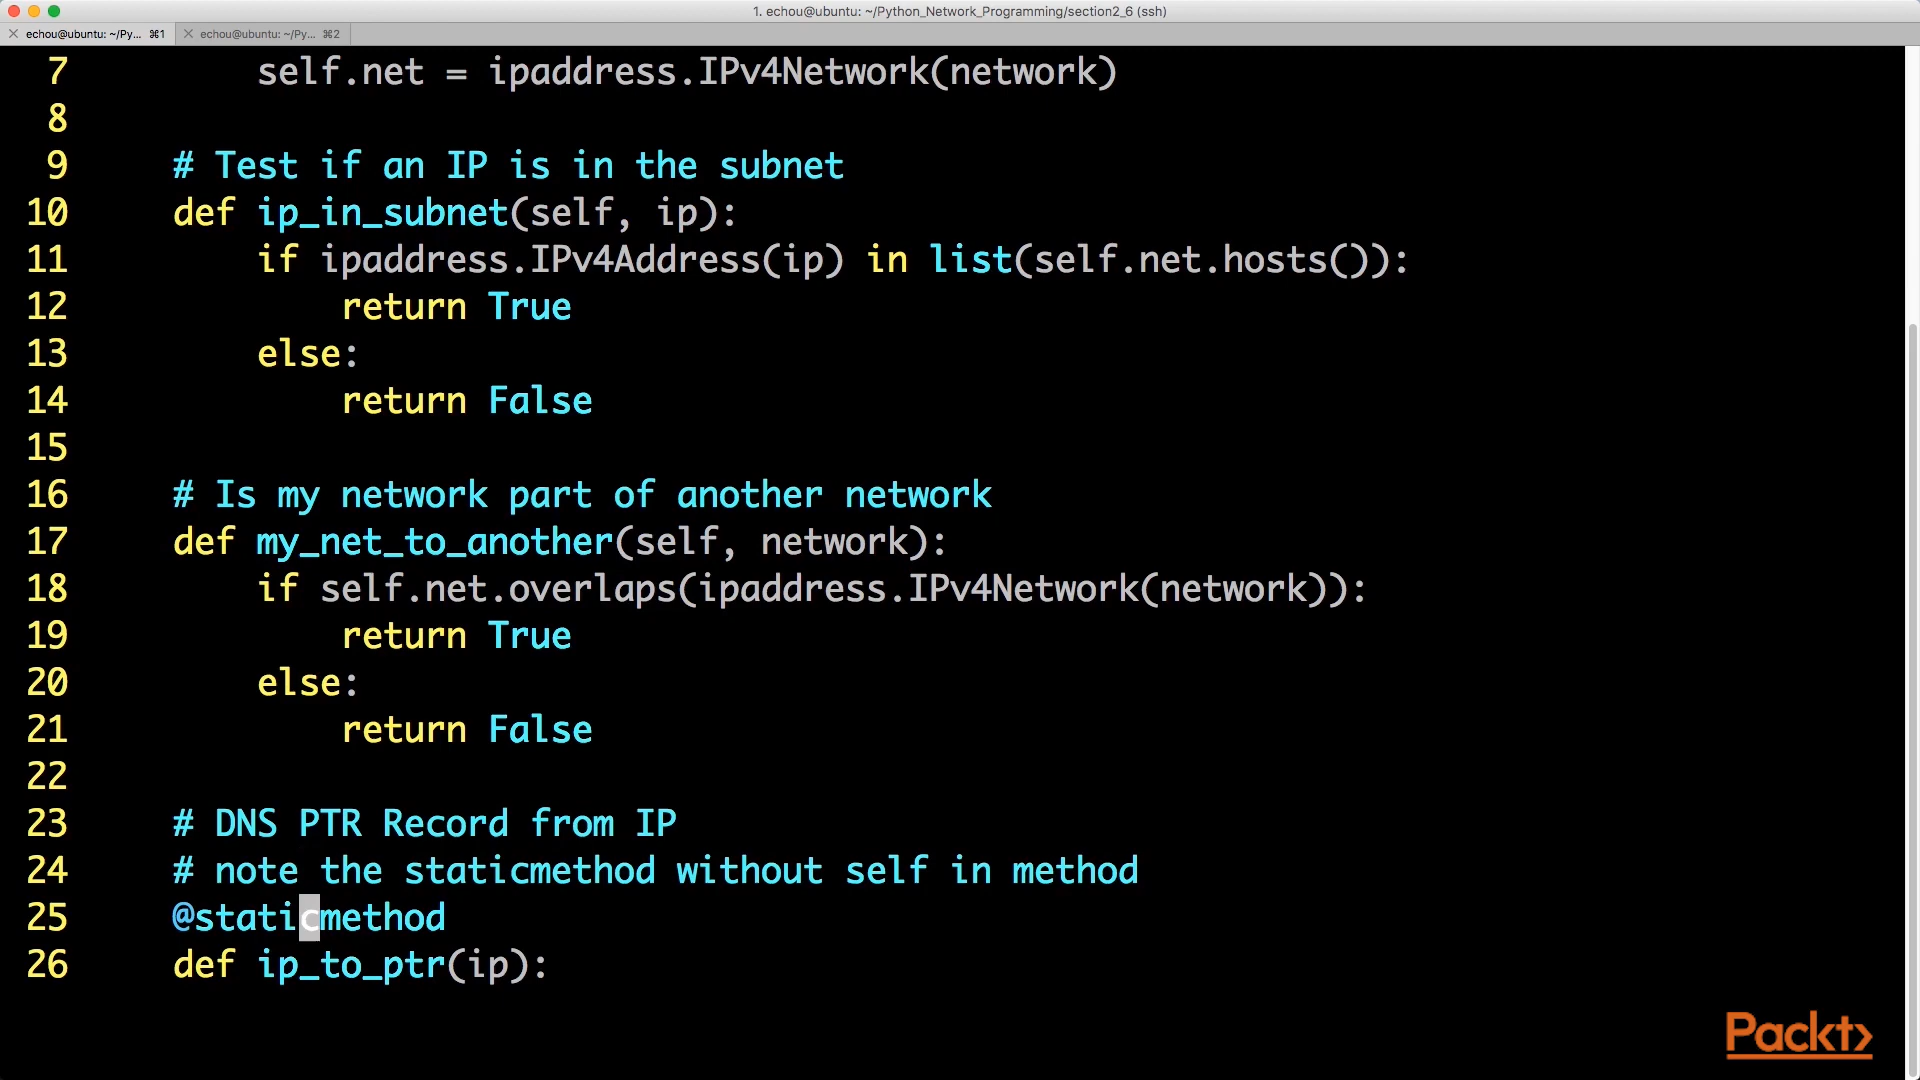 1. echou@ubuntu: ~/Python_Network_Programming/section2_6 (ssh)
echou@ubuntu: ~/Py... ⌘1 echou@ubuntu: ~/Py... ⌘2
7         self.net = ipaddress.IPv4Network(network)
8
9     # Test if an IP is in the subnet
10     def ip_in_subnet(self, ip):
11         if ipaddress.IPv4Address(ip) in list(self.net.hosts()):
12             return True
13         else:
14             return False
15
16     # Is my network part of another network
17     def my_net_to_another(self, network):
18         if self.net.overlaps(ipaddress.IPv4Network(network)):
19             return True
20         else:
21             return False
22
23     # DNS PTR Record from IP
24     # note the staticmethod without self in method
25     @staticmethod
26     def ip_to_ptr(ip):
Packt>